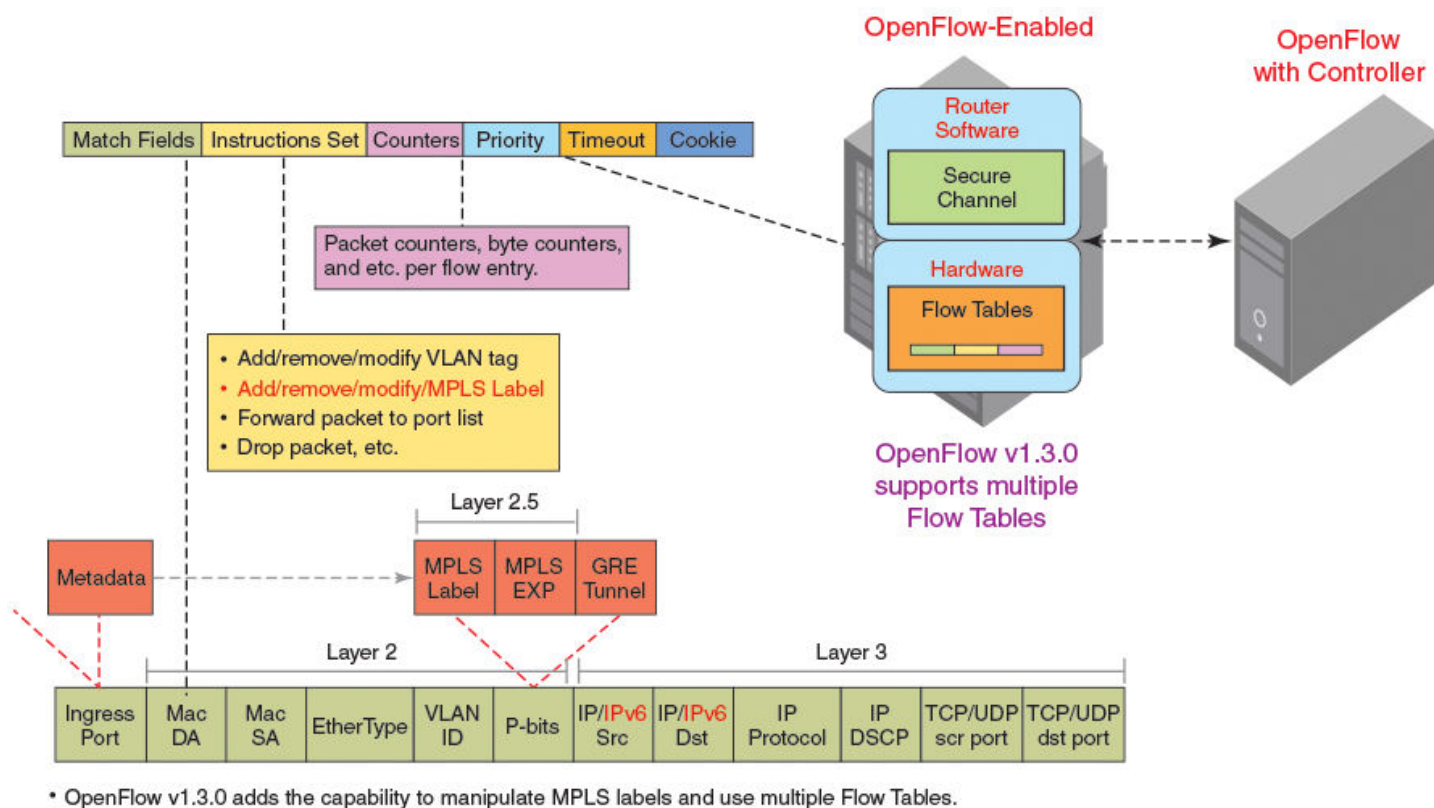 OpenFlow-Enabled
OpenFlow
with Controller
Match Fields
Instructions Set
Counters
Priority
Timeout
Cookie
Router
Software
Secure
Channel
Packet counters, byte counters,
and etc. per flow entry.
Hardware
Flow Tables
• Add/remove/modify VLAN tag
• Add/remove/modify/MPLS Label
• Forward packet to port list
• Drop packet, etc.
OpenFlow v1.3.0
supports multiple
Flow Tables
Layer 2.5
Metadata
MPLS
Label
MPLS
EXP
GRE
Tunnel
Layer 2
Layer 3
Ingress
Port
Mac
DA
Mac
SA
EtherType
VLAN
ID
P-bits
IP/IPv6
Src
IP/IPv6
Dst
IP
Protocol
IP
DSCP
TCP/UDP
scr port
TCP/UDP
dst port
• OpenFlow v1.3.0 adds the capability to manipulate MPLS labels and use multiple Flow Tables.